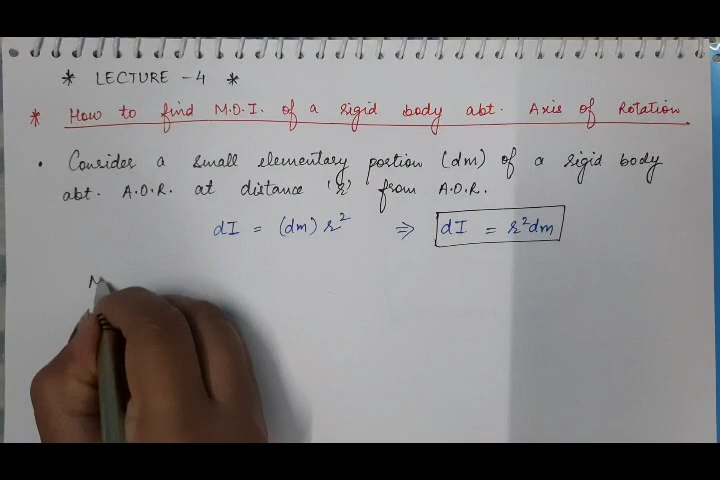 * LECTURE - 4 *
* How to find M.O.I. of a rigid body abt. Axis of Rotation
• Consider a small elementary portion (dm) of a rigid body
abt. A.O.R. at distance 'r' from A.O.R.
dI = (dm) r² ⇒ dI = r²dm